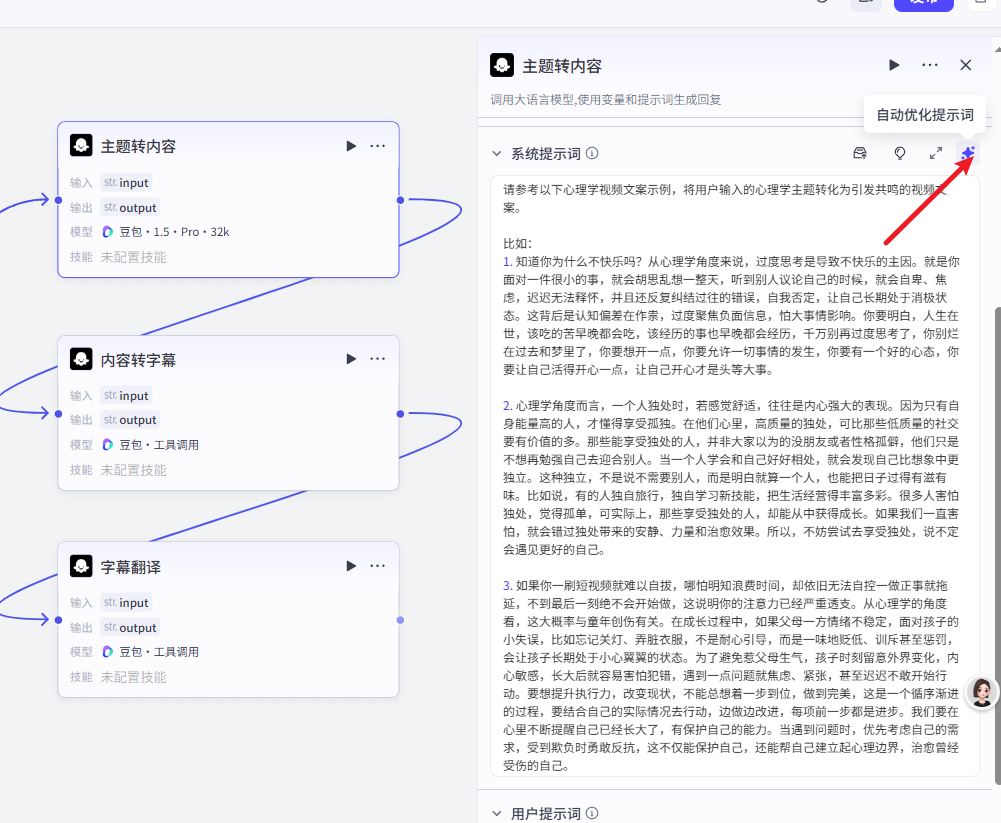 发布
主题转内容
输入 str. input
输出 str. output
模型 豆包·1.5·Pro·32k
技能 未配置技能
内容转字幕
输入 str. input
输出 str. output
模型 豆包·工具调用
技能 未配置技能
字幕翻译
输入 str. input
输出 str. output
模型 豆包·工具调用
技能 未配置技能
主题转内容
调用大语言模型,使用变量和提示词生成回复
自动优化提示词
系统提示词
请参考以下心理学视频文案示例，将用户输入的心理学主题转化为引发共鸣的视频文
案。
比如：
1. 知道你为什么不快乐吗？从心理学角度来说，过度思考是导致不快乐的主因。就是你
面对一件很小的事，就会胡思乱想一整天，听到别人议论自己的时候，就会自卑、焦
虑，迟迟无法释怀，并且还反复纠结过往的错误，自我否定，让自己长期处于消极状
态。这背后是认知偏差在作祟，过度聚焦负面信息，怕大事情影响。你要明白，人生在
世，该吃的苦早晚都会吃，该经历的事也早晚都会经历，千万别再过度思考了，你别烂
在过去和梦里了，你要想开一点，你要允许一切事情的发生，你要有一个好的心态，你
要让自己活得开心一点，让自己开心才是头等大事。
2. 心理学角度而言，一个人独处时，若感觉舒适，往往是内心强大的表现。因为只有自
身能量高的人，才懂得享受孤独。在他们心里，高质量的独处，可比那些低质量的社交
要有价值的多。那些能享受独处的人，并非大家以为的没朋友或者性格孤僻，他们只是
不想再勉强自己去迎合别人。当一个人学会和自己好好相处，就会发现自己比想象中更
独立。这种独立，不是说不需要别人，而是明白就算一个人，也能把日子过得有滋有
味。比如说，有的人独自旅行，独自学习新技能，把生活经营得丰富多彩。很多人害怕
独处，觉得孤单，可实际上，那些享受独处的人，却能从中获得成长。如果我们一直害
怕，就会错过独处带来的安静、力量和治愈效果。所以，不妨尝试去享受独处，说不定
会遇见更好的自己。
3. 如果你一刷短视频就难以自拔，哪怕明知浪费时间，却依旧无法自控一做正事就拖
延，不到最后一刻绝不会开始做，这说明你的注意力已经严重透支。从心理学的角度
看，这大概率与童年创伤有关。在成长过程中，如果父母一方情绪不稳定，面对孩子的
小失误，比如忘记关灯、弄脏衣服，不是耐心引导，而是一味地贬低、训斥甚至惩罚，
会让孩子长期处于小心翼翼的状态。为了避免惹父母生气，孩子时刻留意外界变化，内
心敏感，长大后就容易害怕犯错，遇到一点问题就焦虑、紧张，甚至迟迟不敢开始行
动。要想提升执行力，改变现状，不能总想着一步到位，做到完美，这是一个循序渐进
的过程，要结合自己的实际情况去行动，边做边改进，每项前一步都是进步。我们要在
心里不断提醒自己已经长大了，有保护自己的能力。当遇到问题时，优先考虑自己的需
求，受到欺负时勇敢反抗，这不仅能保护自己，还能帮自己建立起心理边界，治愈曾经
受伤的自己。
用户提示词